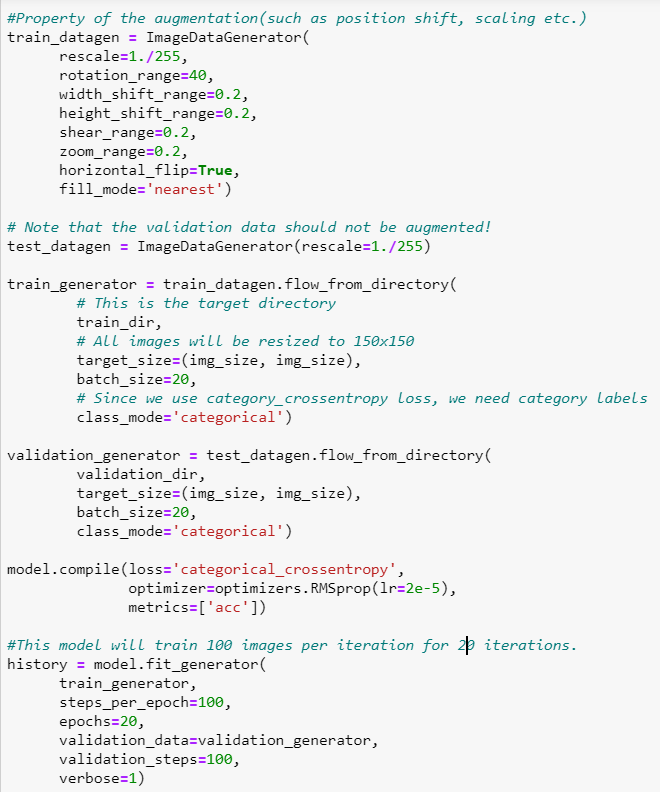 #Property of the augmentation(such as position shift, scaling etc.)
train_datagen = ImageDataGenerator(
      rescale=1./255,
      rotation_range=40,
      width_shift_range=0.2,
      height_shift_range=0.2,
      shear_range=0.2,
      zoom_range=0.2,
      horizontal_flip=True,
      fill_mode='nearest')

# Note that the validation data should not be augmented!
test_datagen = ImageDataGenerator(rescale=1./255)

train_generator = train_datagen.flow_from_directory(
        # This is the target directory
        train_dir,
        # All images will be resized to 150x150
        target_size=(img_size, img_size),
        batch_size=20,
        # Since we use category_crossentropy loss, we need category labels
        class_mode='categorical')

validation_generator = test_datagen.flow_from_directory(
        validation_dir,
        target_size=(img_size, img_size),
        batch_size=20,
        class_mode='categorical')

model.compile(loss='categorical_crossentropy',
              optimizer=optimizers.RMSprop(lr=2e-5),
              metrics=['acc'])

#This model will train 100 images per iteration for 20 iterations.
history = model.fit_generator(
      train_generator,
      steps_per_epoch=100,
      epochs=20,
      validation_data=validation_generator,
      validation_steps=100,
      verbose=1)